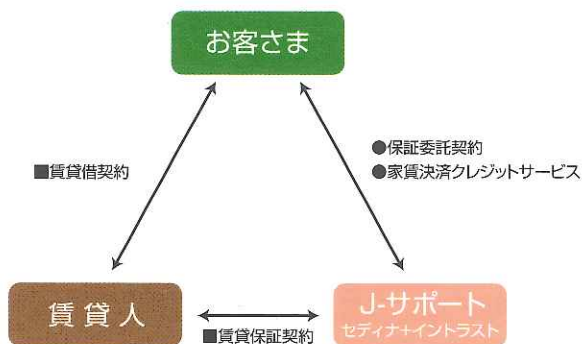 お客さま
■賃貸借契約
●保証委託契約
●家賃決済クレジットサービス
賃貸人
J-サポート
セディナ+イントラスト
■賃貸保証契約